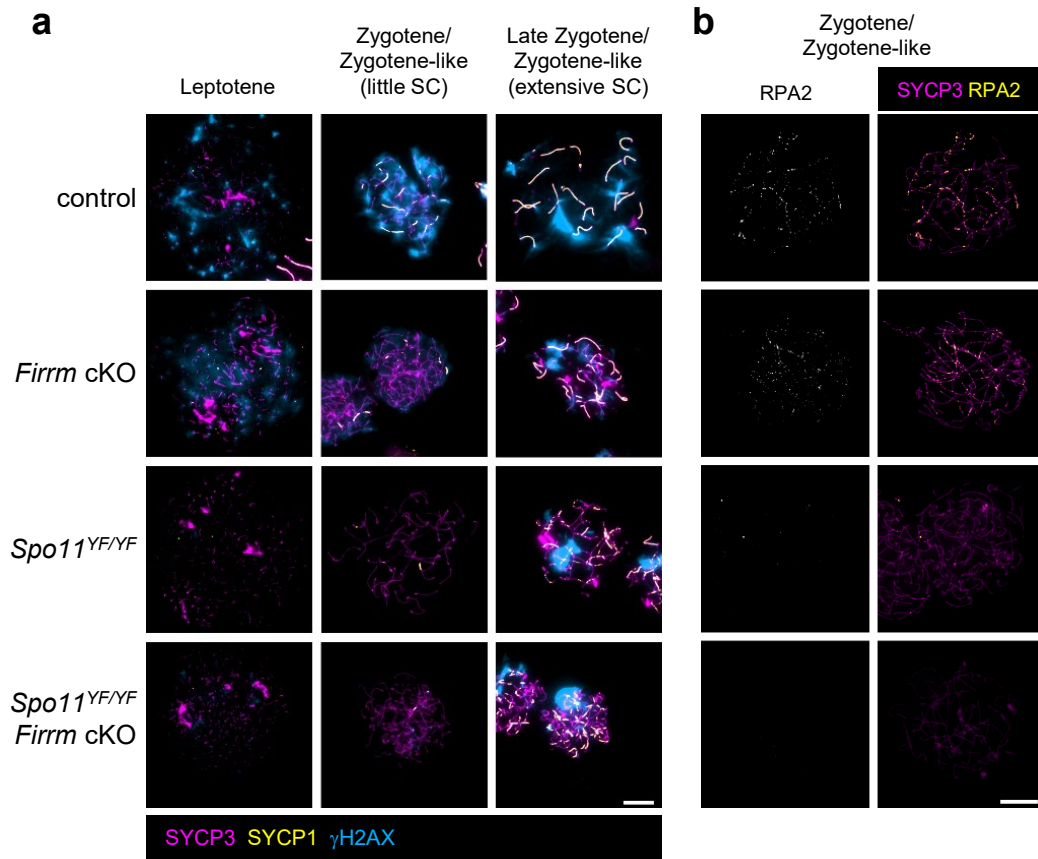 a
Leptotene
Zygotene/
Zygotene-like
(little SC)
Late Zygotene/
Zygotene-like
(extensive SC)
control
Firrm cKO
Spo11YF/YF
Spo11YF/YF
Firrm cKO
SYCP3 SYCP1 γH2AX
b
Zygotene/
Zygotene-like
RPA2
SYCP3 RPA2